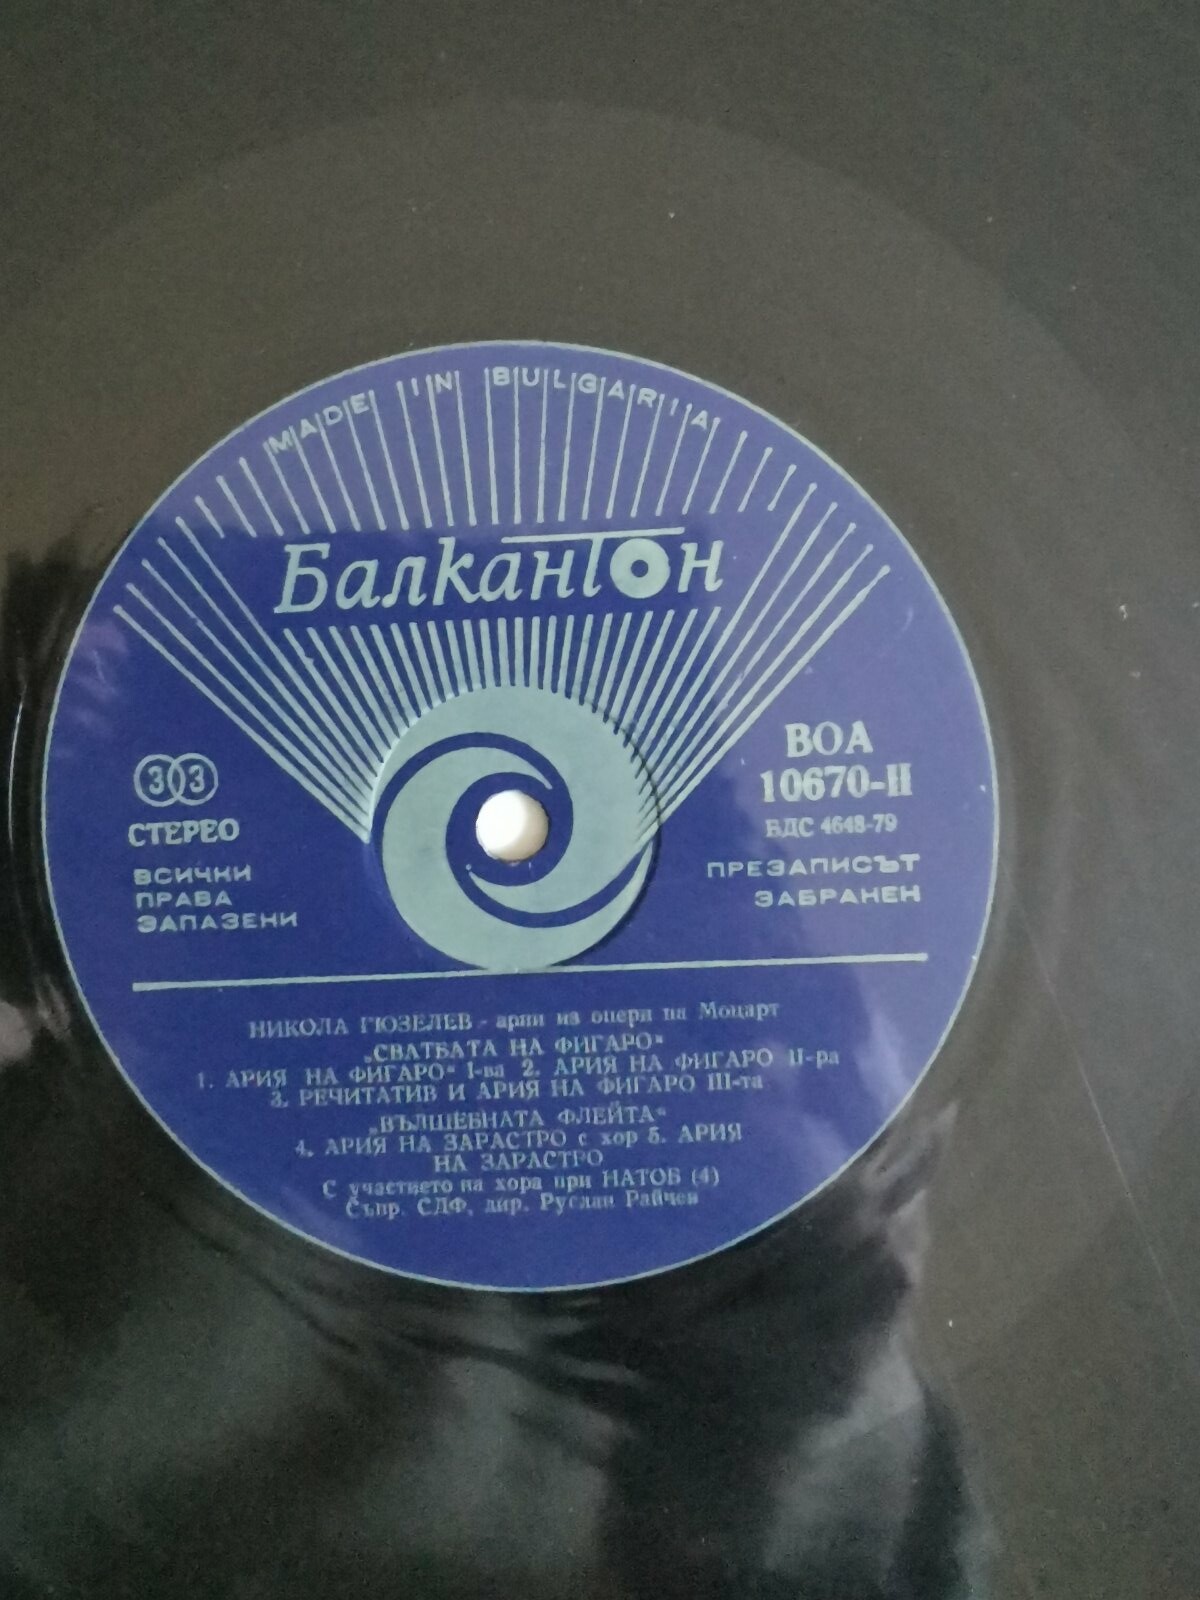 MADE IN BULGARIA
Балкантон
33
СТЕРЕО
ВСИЧКИ
ПРАВА
ЗАПАЗЕНИ
ВОА
10670-II
БДС 4648-79
ПРЕЗАПИСЪТ
ЗАБРАНЕН
НИКОЛА ГЮЗЕЛЕВ - арии из опери на Моцарт
„СВАТБАТА НА ФИГАРО“
1. АРИЯ НА ФИГАРО“ I-ва 2. АРИЯ НА ФИГАРО II-ра
3. РЕЧИТАТИВ И АРИЯ НА ФИГАРО III-та
„ВЪЛШЕБНАТА ФЛЕЙТА“
4. АРИЯ НА ЗАРАСТРО с хор 5. АРИЯ
НА ЗАРАСТРО
С участието на хора при НАТОБ (4)
Съпр. СДФ, дир. Руслан Райчев